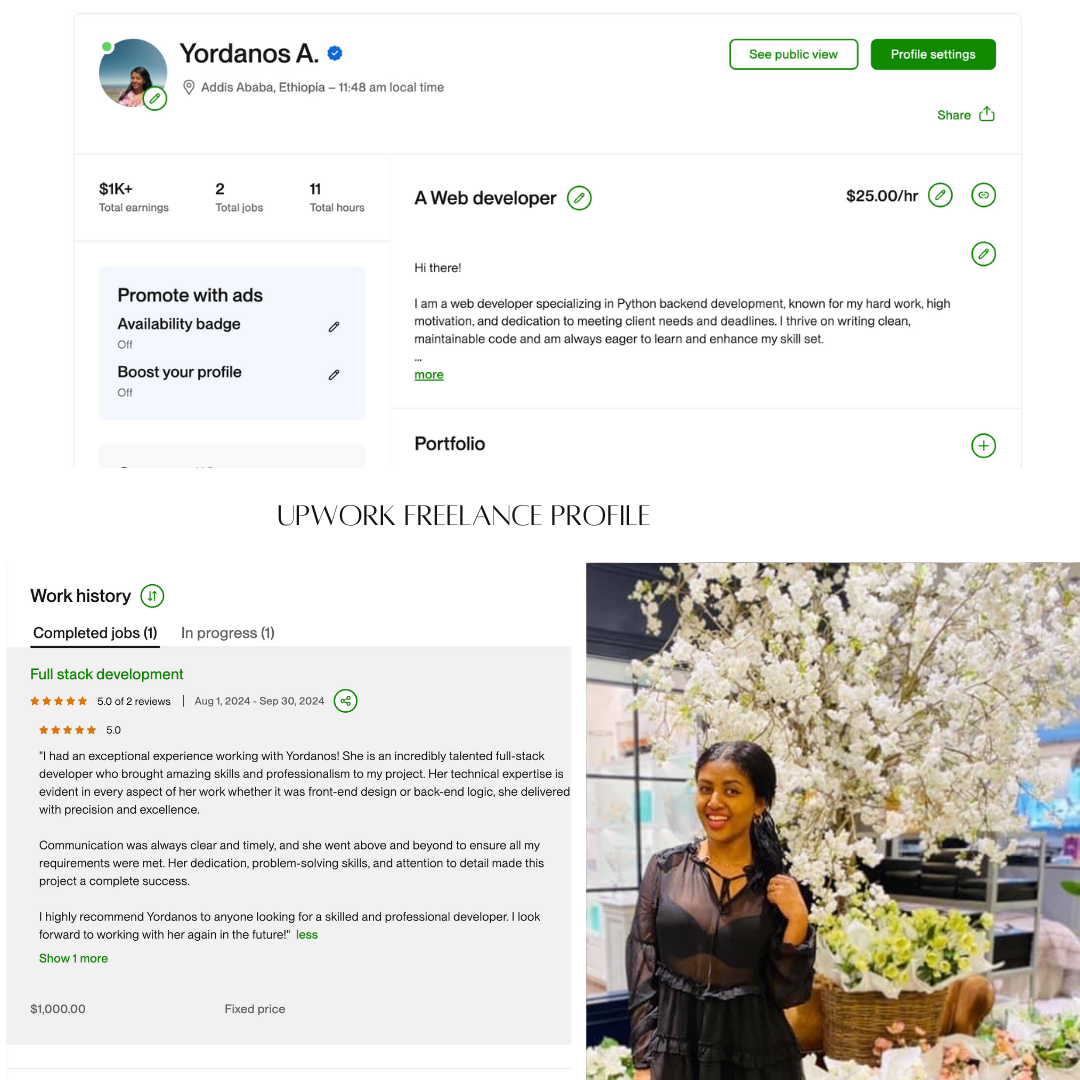 Yordanos A.
Addis Ababa, Ethiopia – 11:48 am local time
See public view
Profile settings
Share
$1K+
Total earnings
2
Total jobs
11
Total hours
Promote with ads
Availability badge
Off
Boost your profile
Off
A Web developer
$25.00/hr
Hi there!
I am a web developer specializing in Python backend development, known for my hard work, high
motivation, and dedication to meeting client needs and deadlines. I thrive on writing clean,
maintainable code and am always eager to learn and enhance my skill set.
...
more
Portfolio
UPWORK FREELANCE PROFILE
Work history
Completed jobs (1)
In progress (1)
Full stack development
5.0 of 2 reviews | Aug 1, 2024 - Sep 30, 2024
5.0
"I had an exceptional experience working with Yordanos! She is an incredibly talented full-stack
developer who brought amazing skills and professionalism to my project. Her technical expertise is
evident in every aspect of her work whether it was front-end design or back-end logic, she delivered
with precision and excellence.
Communication was always clear and timely, and she went above and beyond to ensure all my
requirements were met. Her dedication, problem-solving skills, and attention to detail made this
project a complete success.
I highly recommend Yordanos to anyone looking for a skilled and professional developer. I look
forward to working with her again in the future!" less
Show 1 more
$1,000.00
Fixed price